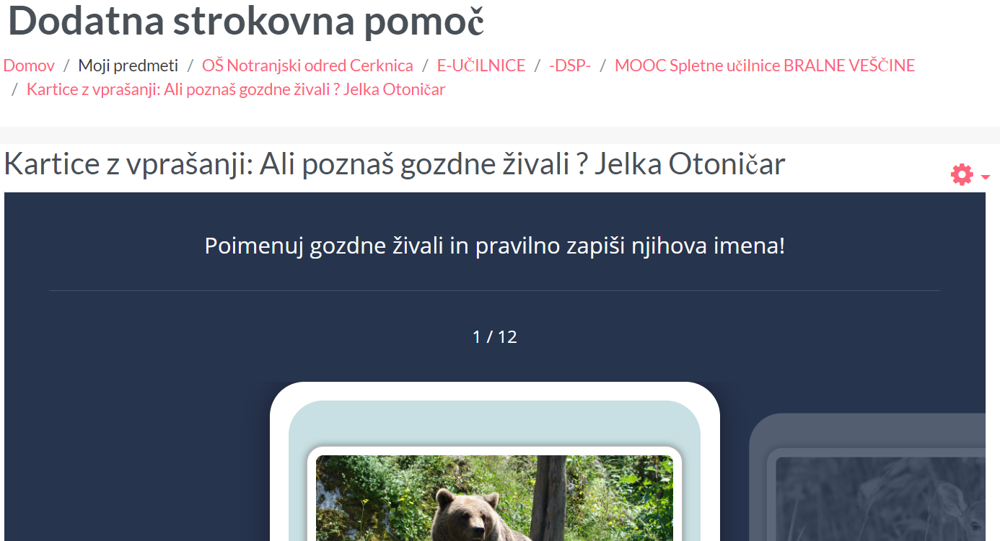 Dodatna strokovna pomoč
Domov / Moji predmeti / OŠ Notranjski odred Cerknica / E-UČILNICE / -DSP- / MOOC Spletne učilnice BRALNE VEŠČINE
/ Kartice z vprašanji: Ali poznaš gozdne živali ? Jelka Otoničar
Kartice z vprašanji: Ali poznaš gozdne živali ? Jelka Otoničar
Poimenuj gozdne živali in pravilno zapiši njihova imena!
1 / 12